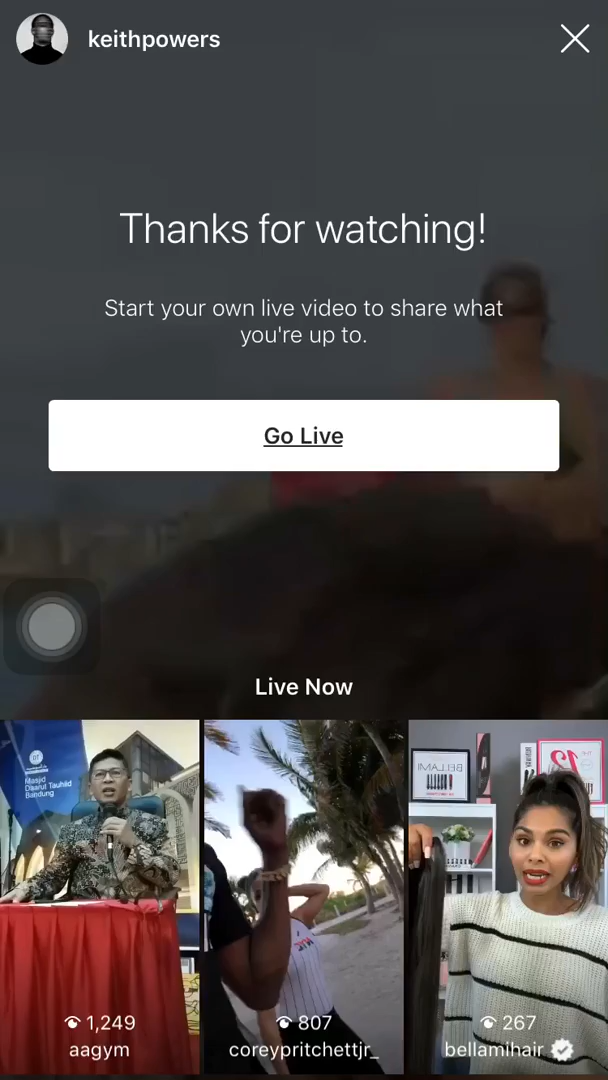 keithpowers
Thanks for watching!
Start your own live video to share what
you're up to.
Go Live
Live Now
DT
Masjid
Daarut Tauhiid
Bandung
BELLAMI
1,249
807
267
aagym
coreypritchettjr_
bellamihair